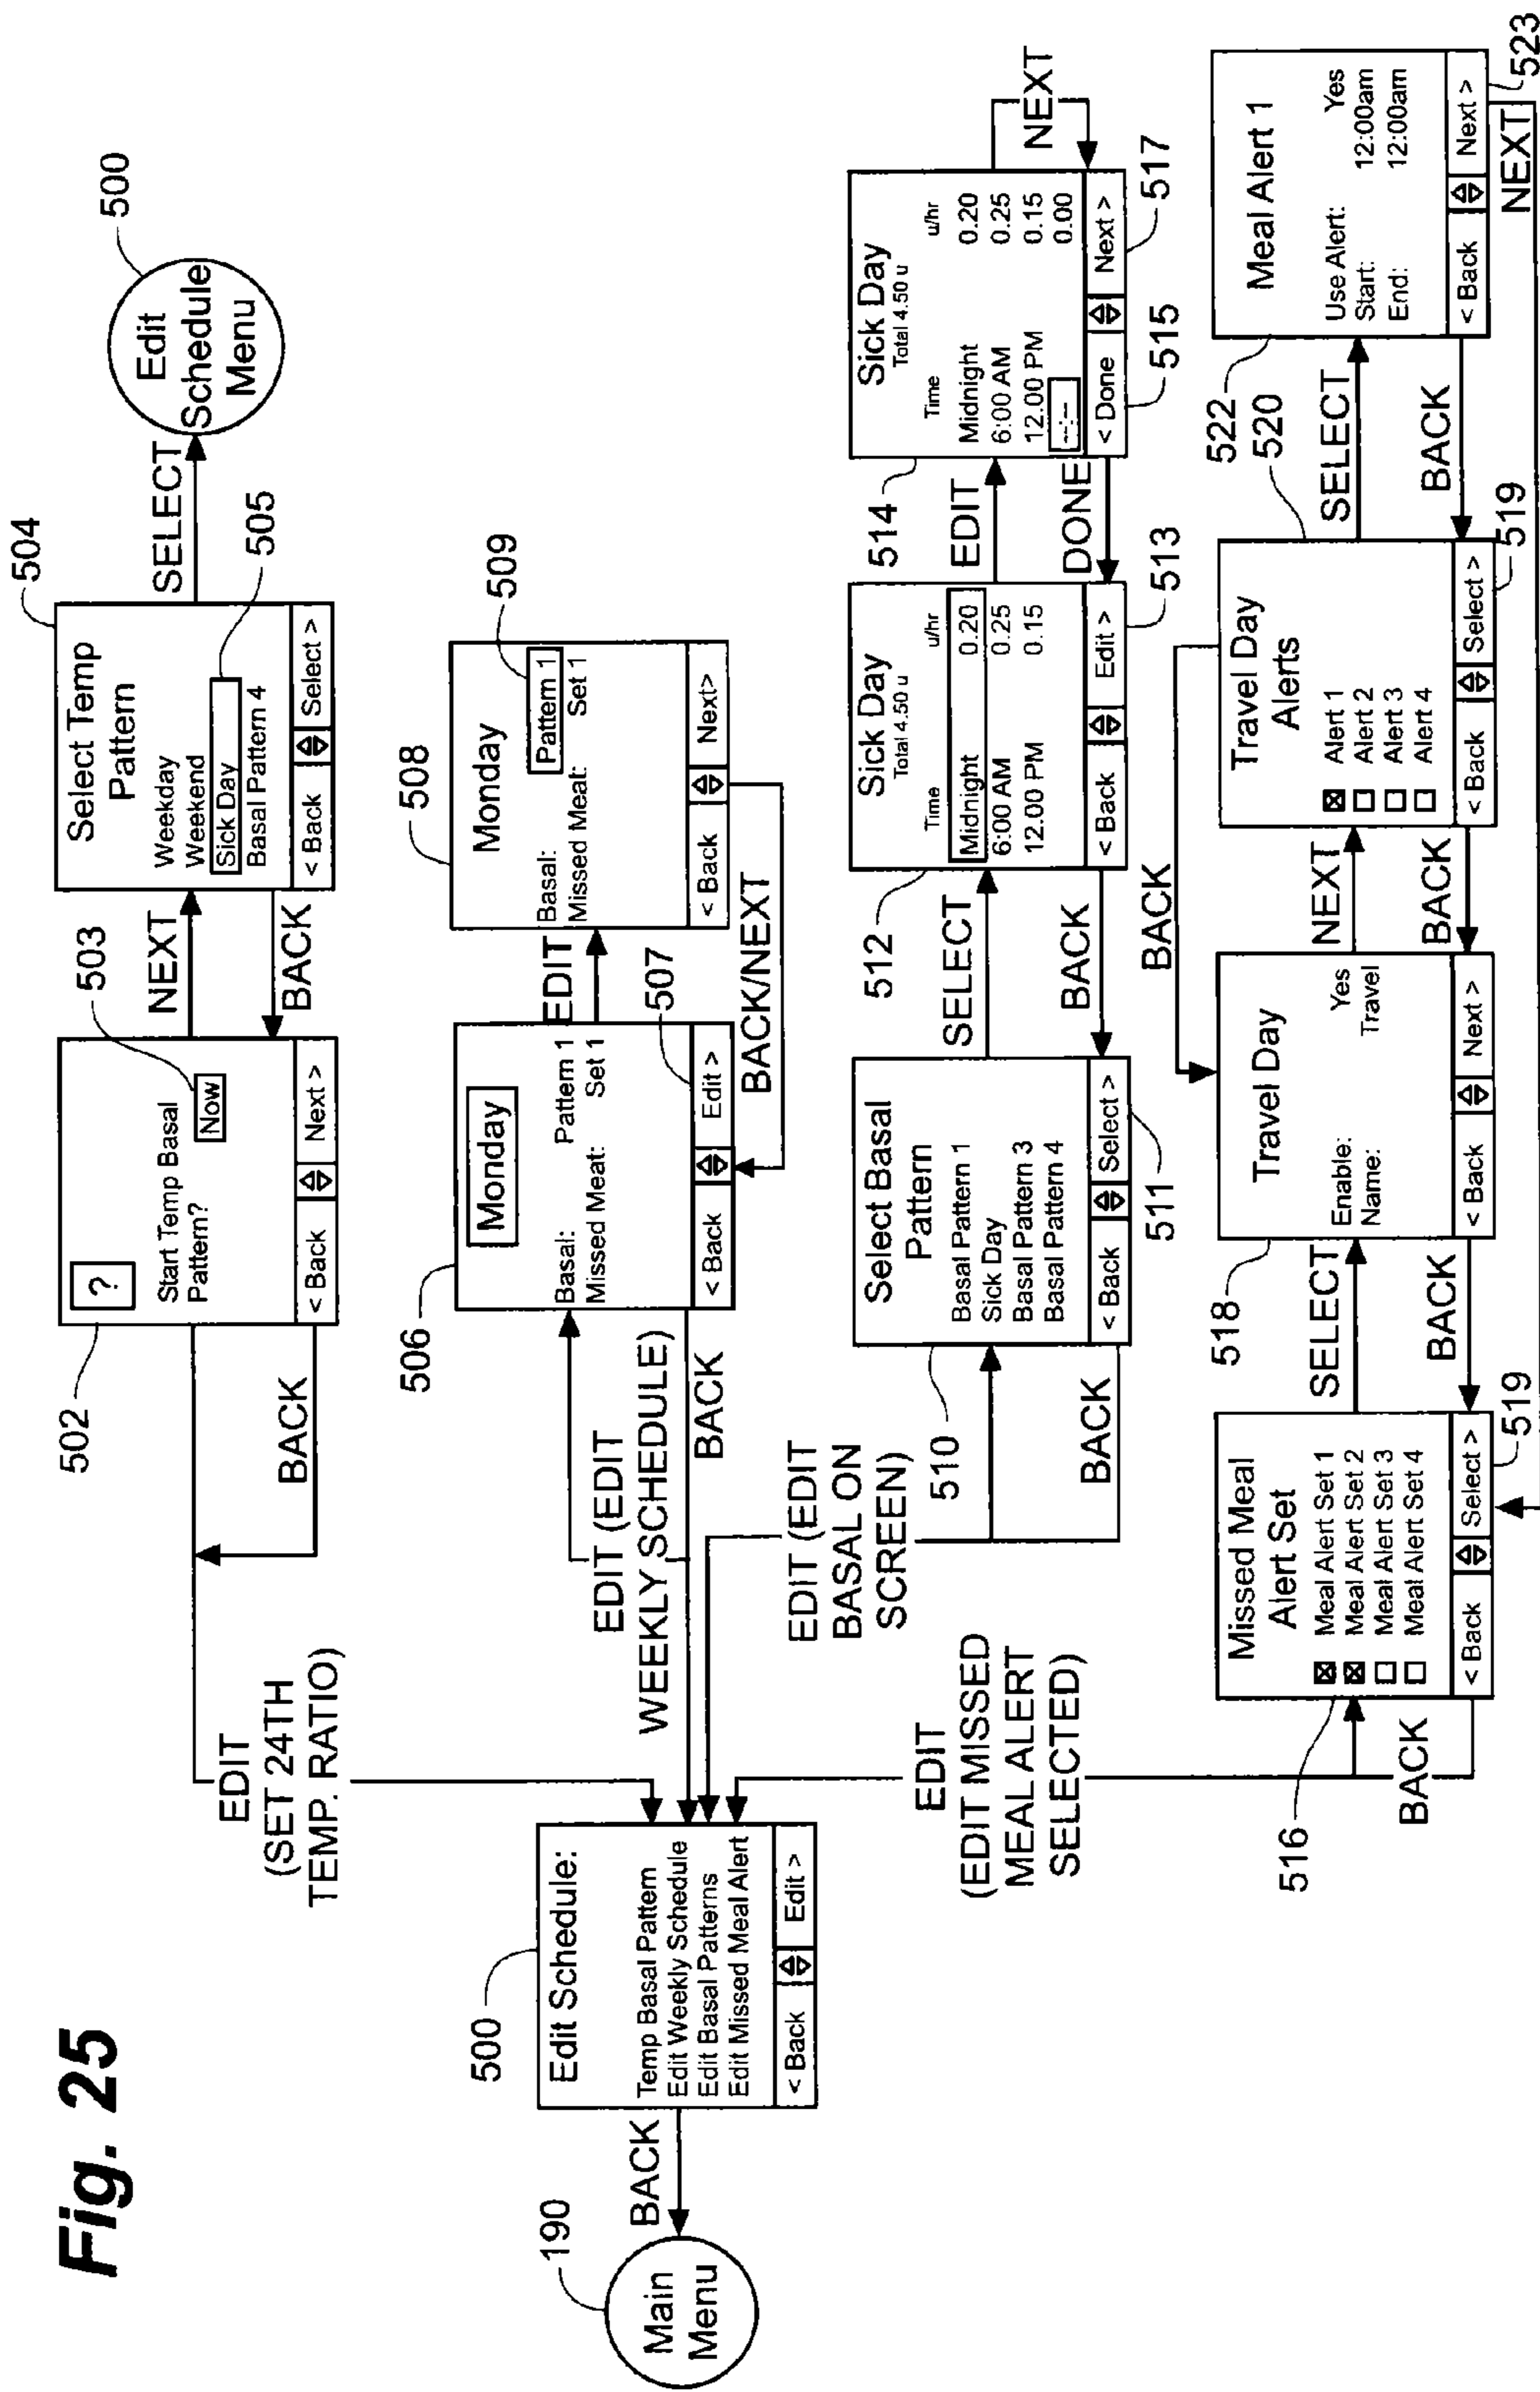 Fig. 25
190
Main
Menu
BACK
500
Edit Schedule:
Temp Basal Pattem
Edit Weekly Schedule
Edit Basal Patterns
Edit Missed Meal Alert
< Back
Edit >
EDIT
(SET 24TH
TEMP. RATIO)
BACK
502
?
Start Temp Basal
Pattern?
Now
503
< Back
Next >
NEXT
BACK
504
Select Temp
Pattern
Weekday
Weekend
Sick Day
Basal Pattern 4
505
< Back
Select >
SELECT
500
Edit
Schedule
Menu
EDIT (EDIT
WEEKLY SCHEDULE)
BACK
506
Monday
Basal: Pattem 1
Missed Meat: Set 1
507
< Back
Edit >
EDIT
BACK/NEXT
508
Monday
Basal: Pattem 1
Missed Meat: Set 1
509
< Back
Next>
EDIT (EDIT
BASAL ON
SCREEN)
BACK
510
Select Basal
Pattern
Basal Pattern 1
Sick Day
Basal Pattern 3
Basal Pattern 4
< Back
Select >
511
SELECT
BACK
512
Sick Day
Total 4.50 u
Time u/hr
Midnight 0.20
6:00 AM 0.25
12.00 PM 0.15
< Back
Edit >
513
EDIT
DONE
514
Sick Day
Total 4.50 u
Time u/hr
Midnight 0.20
6:00 AM 0.25
12.00 PM 0.15
--:-- 0.00
< Done
Next >
515
517
NEXT
EDIT
(EDIT MISSED
MEAL ALERT
SELECTED)
BACK
516
Missed Meal
Alert Set
Meal Alert Set 1
Meal Alert Set 2
Meal Alert Set 3
Meal Alert Set 4
< Back
Select >
519
SELECT
BACK
518
Travel Day
Enable: Yes
Name: Travel
< Back
Next >
NEXT
BACK
BACK
520
Travel Day
Alerts
Alert 1
Alert 2
Alert 3
Alert 4
< Back
Select >
519
SELECT
BACK
522
Meal Alert 1
Use Alert: Yes
Start: 12:00am
End: 12:00am
< Back
Next >
523
NEXT